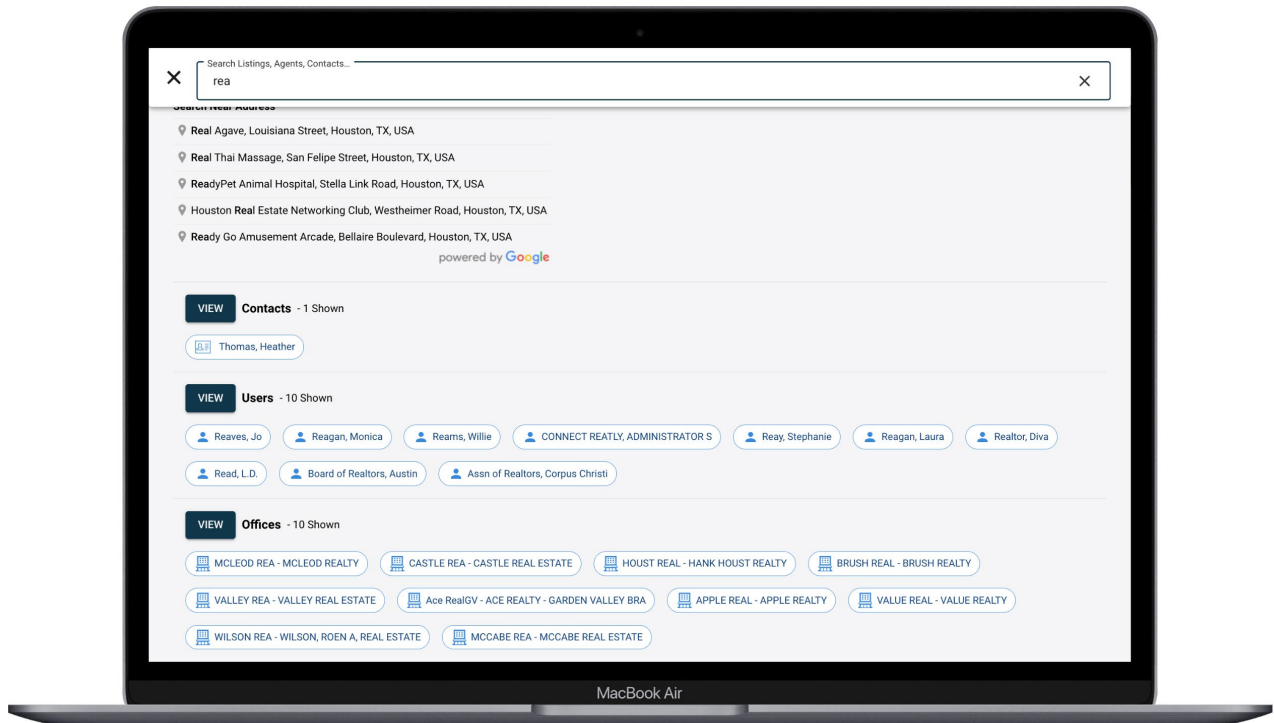 Search Listings, Agents, Contacts...
rea
Search Near Address
Real Agave, Louisiana Street, Houston, TX, USA
Real Thai Massage, San Felipe Street, Houston, TX, USA
ReadyPet Animal Hospital, Stella Link Road, Houston, TX, USA
Houston Real Estate Networking Club, Westheimer Road, Houston, TX, USA
Ready Go Amusement Arcade, Bellaire Boulevard, Houston, TX, USA
powered by Google
VIEW Contacts - 1 Shown
Thomas, Heather
VIEW Users - 10 Shown
Reaves, Jo Reagan, Monica Reams, Willie CONNECT REATLY, ADMINISTRATOR S Reay, Stephanie Reagan, Laura Realtor, Diva
Read, L.D. Board of Realtors, Austin Assn of Realtors, Corpus Christi
VIEW Offices - 10 Shown
MCLEOD REA - MCLEOD REALTY CASTLE REA - CASTLE REAL ESTATE HOUST REAL - HANK HOUST REALTY BRUSH REAL - BRUSH REALTY
VALLEY REA - VALLEY REAL ESTATE Ace RealGV - ACE REALTY - GARDEN VALLEY BRA APPLE REAL - APPLE REALTY VALUE REAL - VALUE REALTY
WILSON REA - WILSON, ROEN A, REAL ESTATE MCCABE REA - MCCABE REAL ESTATE
MacBook Air